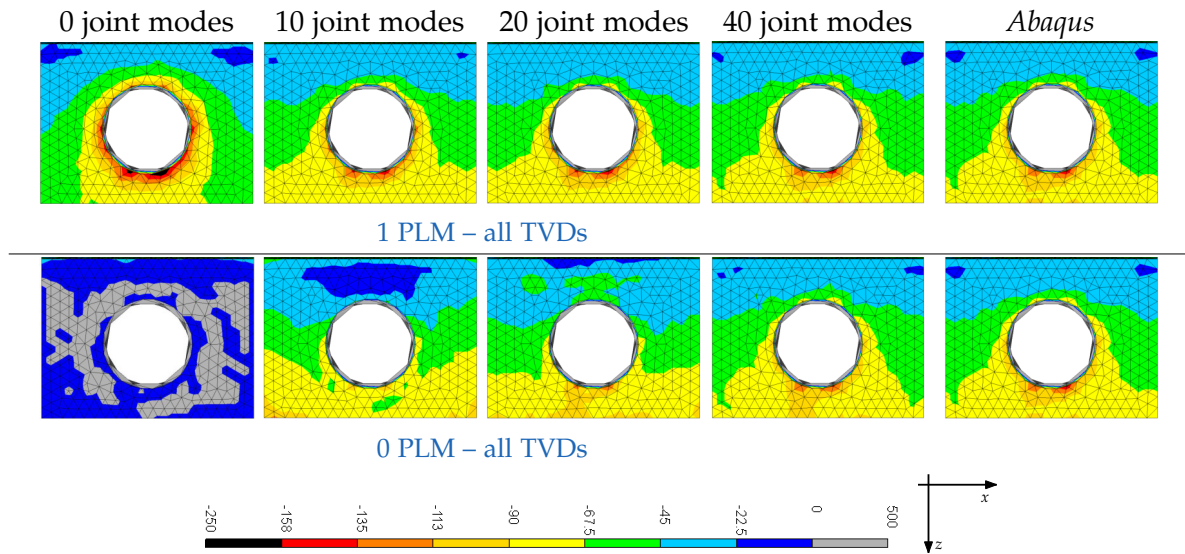 0 joint modes 10 joint modes 20 joint modes 40 joint modes Abaqus
1 PLM – all TVDs
0 PLM – all TVDs
-250 -158 -135 -113 -90 -67.5 -45 -22.5 0 500
x
z